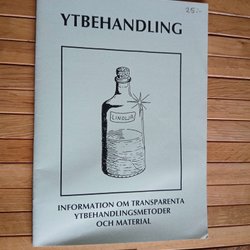 25:-
YTBEHANDLING
LINOLJA
INFORMATION OM TRANSPARENTA
YTBEHANDLINGSMETODER
OCH MATERIAL